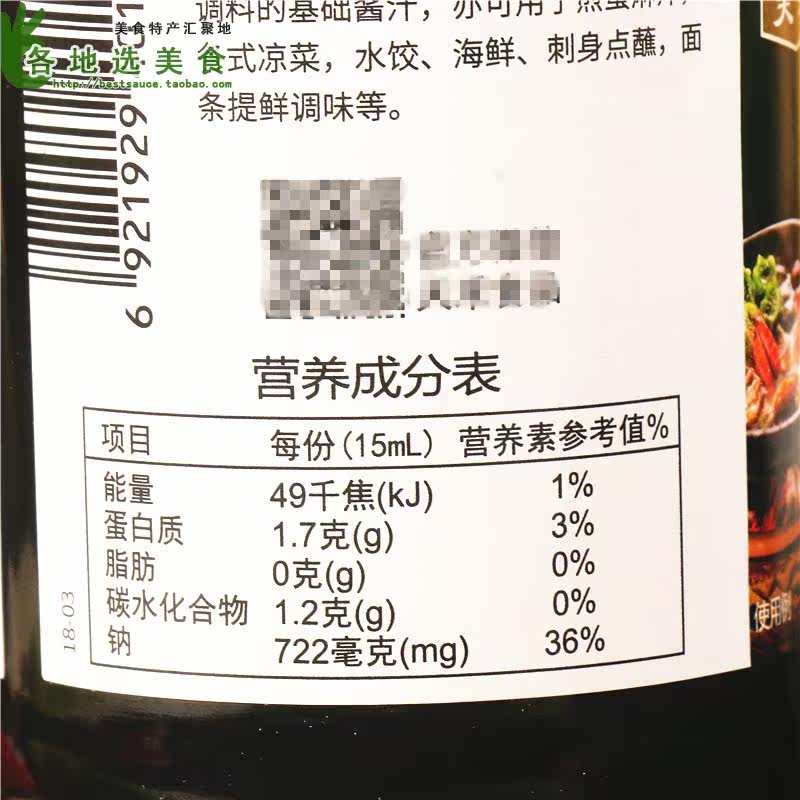 美食特产汇聚地
各地选美食
http://bestsauce.taobao.com
调料的基础酱汁，亦可用于
式凉菜，水饺、海鲜、刺身点蘸，面
条提鲜调味等。
6 921929
营养成分表
项目 每份(15mL) 营养素参考值%
能量 49千焦(kJ) 1%
蛋白质 1.7克(g) 3%
脂肪 0克(g) 0%
碳水化合物 1.2克(g) 0%
钠 722毫克(mg) 36%
18-03
使用例